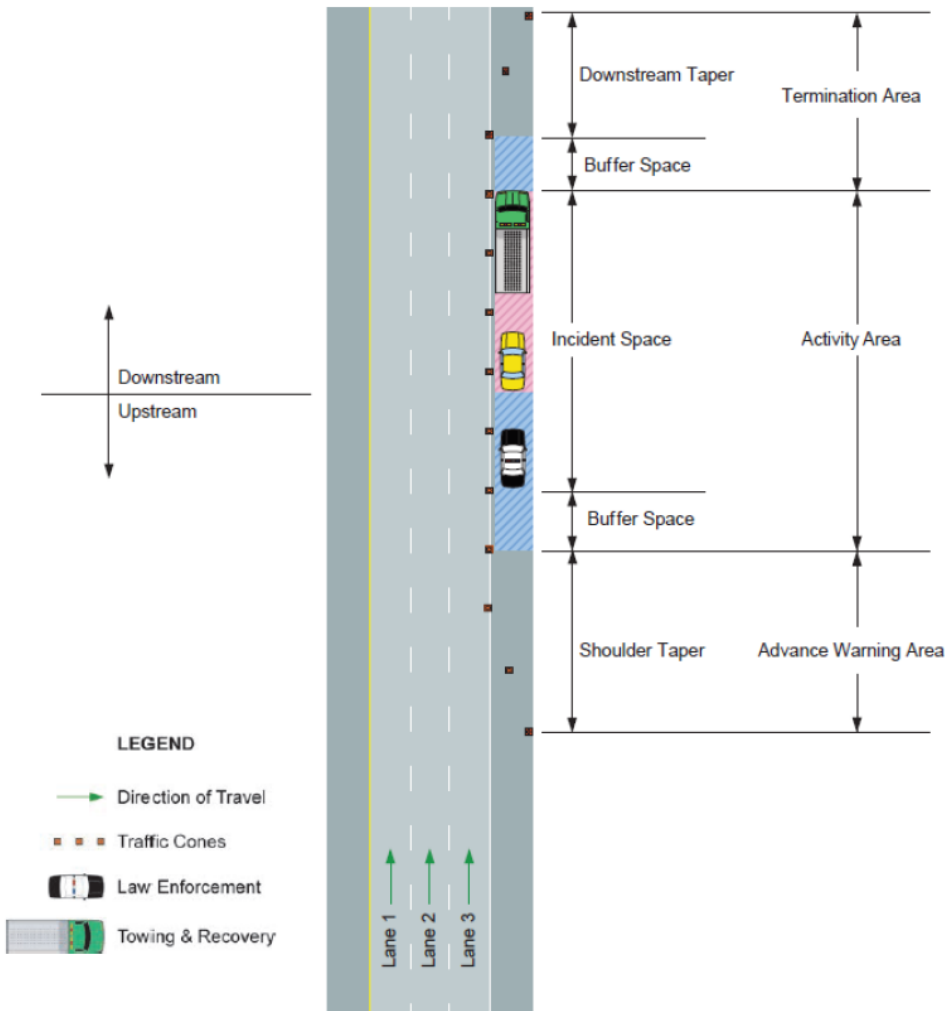 Downstream Taper
Termination Area
Buffer Space
Incident Space
Activity Area
Downstream
Upstream
Buffer Space
Shoulder Taper
Advance Warning Area
LEGEND
Direction of Travel
Traffic Cones
Law Enforcement
Towing & Recovery
Lane 1
Lane 2
Lane 3